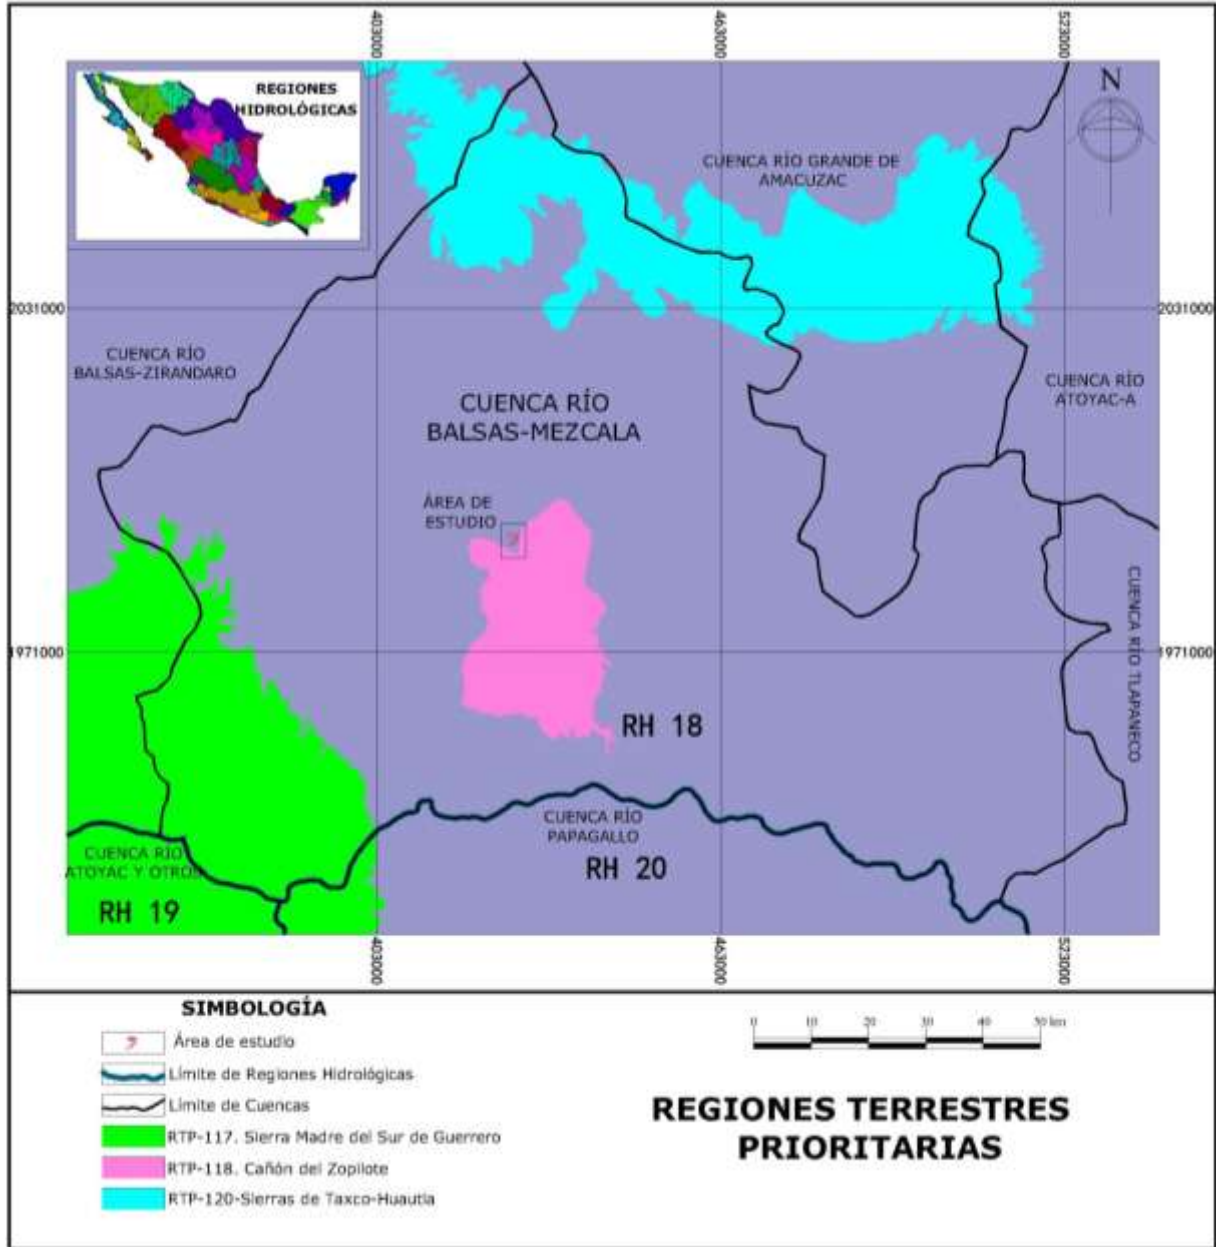 403000
463000
523000
REGIONES
HIDROLÓGICAS
N
CUENCA RÍO GRANDE DE
AMACUZAC
2031000
2031000
CUENCA RÍO
BALSAS-ZIRANDARO
CUENCA RÍO
BALSAS-MEZCALA
CUENCA RÍO
ATOYAC-A
ÁREA DE
ESTUDIO
CUENCA RÍO TLAPANECO
1971000
1971000
RH 18
CUENCA RÍO
PAPAGALLO
RH 20
CUENCA RÍO
ATOYAC Y OTROS
RH 19
403000
463000
523000
SIMBOLOGÍA
Área de estudio
Límite de Regiones Hidrológicas
Límite de Cuencas
RTP-117. Sierra Madre del Sur de Guerrero
RTP-118. Cañón del Zopilote
RTP-120-Sierras de Taxco-Huautla
0 10 20 30 40 50 km
REGIONES TERRESTRES
PRIORITARIAS